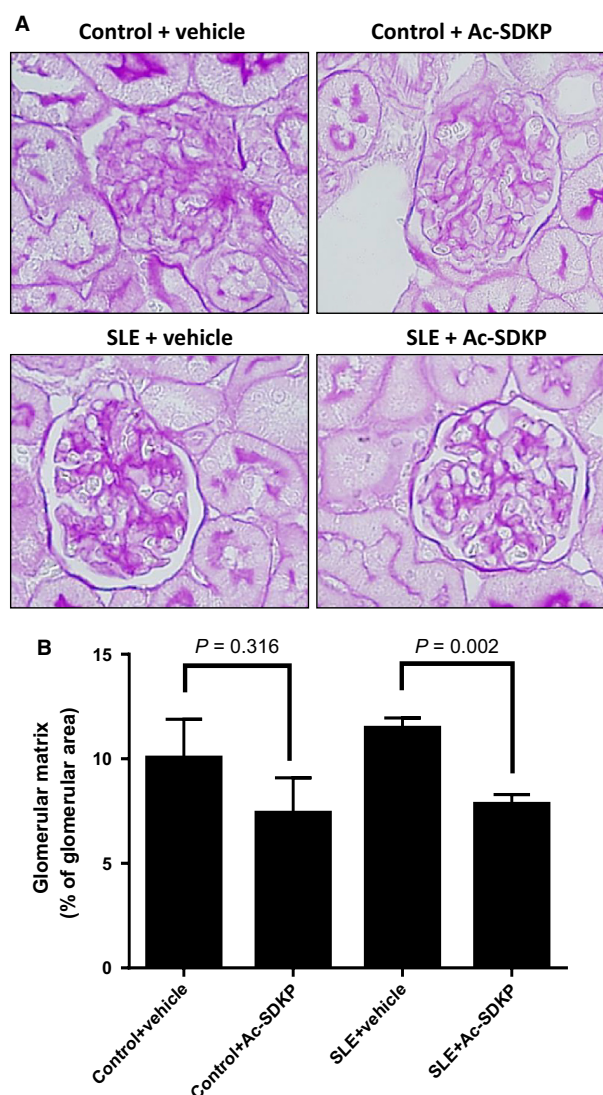 A
Control + vehicle
Control + Ac-SDKP
SLE + vehicle
SLE + Ac-SDKP
B
P = 0.316
P = 0.002
Glomerular matrix
(% of glomerular area)
15
10
5
0
Control+vehicle
Control+Ac-SDKP
SLE+vehicle
SLE+Ac-SDKP